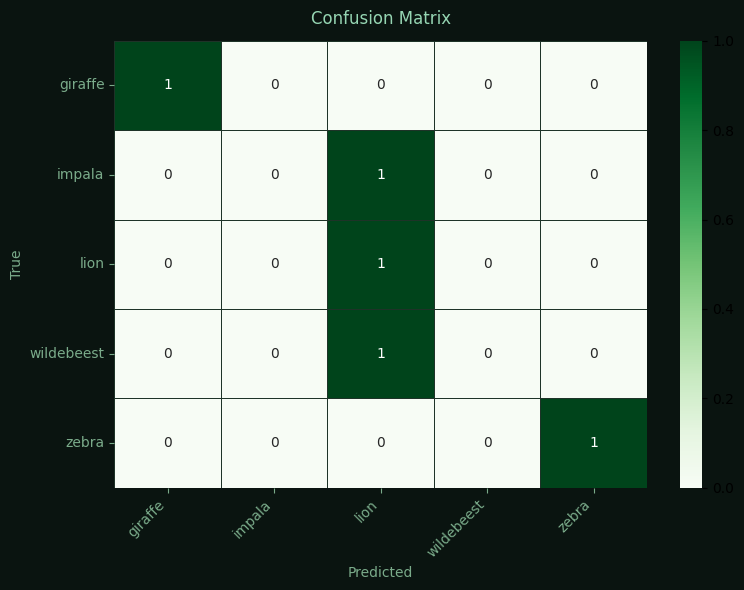 Confusion Matrix
giraffe 1 0 0 0 0 1.0
impala 0 0 1 0 0 0.8
lion 0 0 1 0 0 0.6
wildebeest 0 0 1 0 0 0.4
zebra 0 0 0 0 1 0.2
0.0
True
giraffe impala lion wildebeest zebra
Predicted